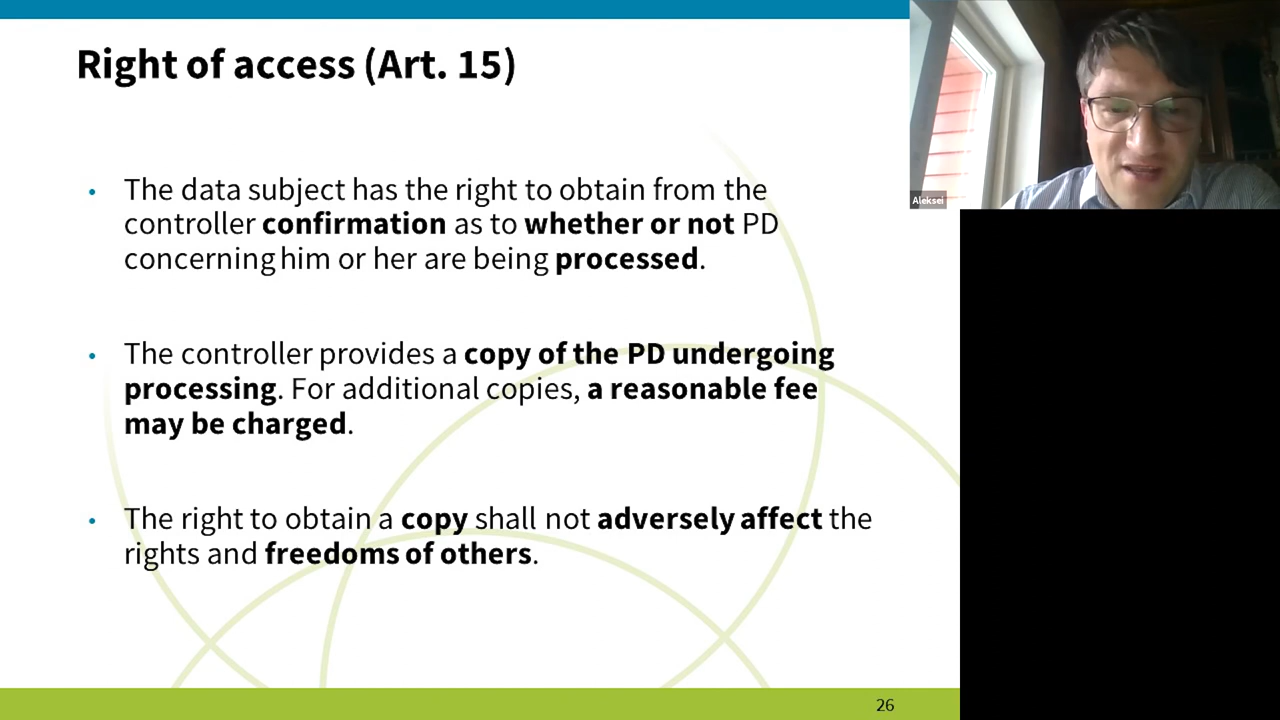 Right of access (Art. 15)
Aleksei
• The data subject has the right to obtain from the
controller confirmation as to whether or not PD
concerning him or her are being processed.
• The controller provides a copy of the PD undergoing
processing. For additional copies, a reasonable fee
may be charged.
• The right to obtain a copy shall not adversely affect the
rights and freedoms of others.
26